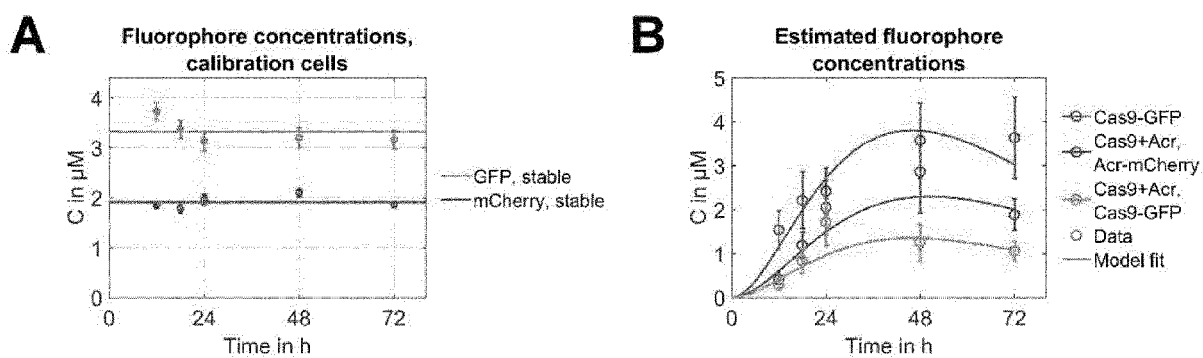 A
Fluorophore concentrations,
calibration cells
C in µM
4
3
2
1
0
0 24 48 72
Time in h
GFP, stable
mCherry, stable
B
Estimated fluorophore
concentrations
C in µM
5
4
3
2
1
0
0 24 48 72
Time in h
Cas9-GFP
Cas9+Acr,
Acr-mCherry
Cas9+Acr,
Cas9-GFP
Data
Model fit